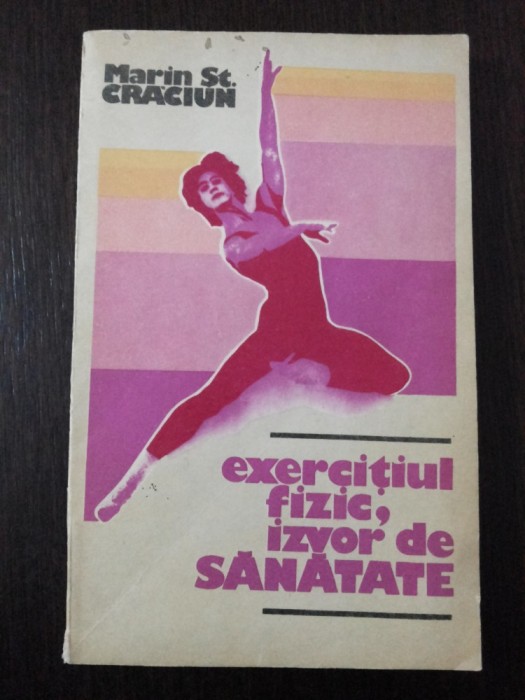 Marin St.
CRĂCIUN
exercițiul
fizic,
izvor de
SĂNĂTATE